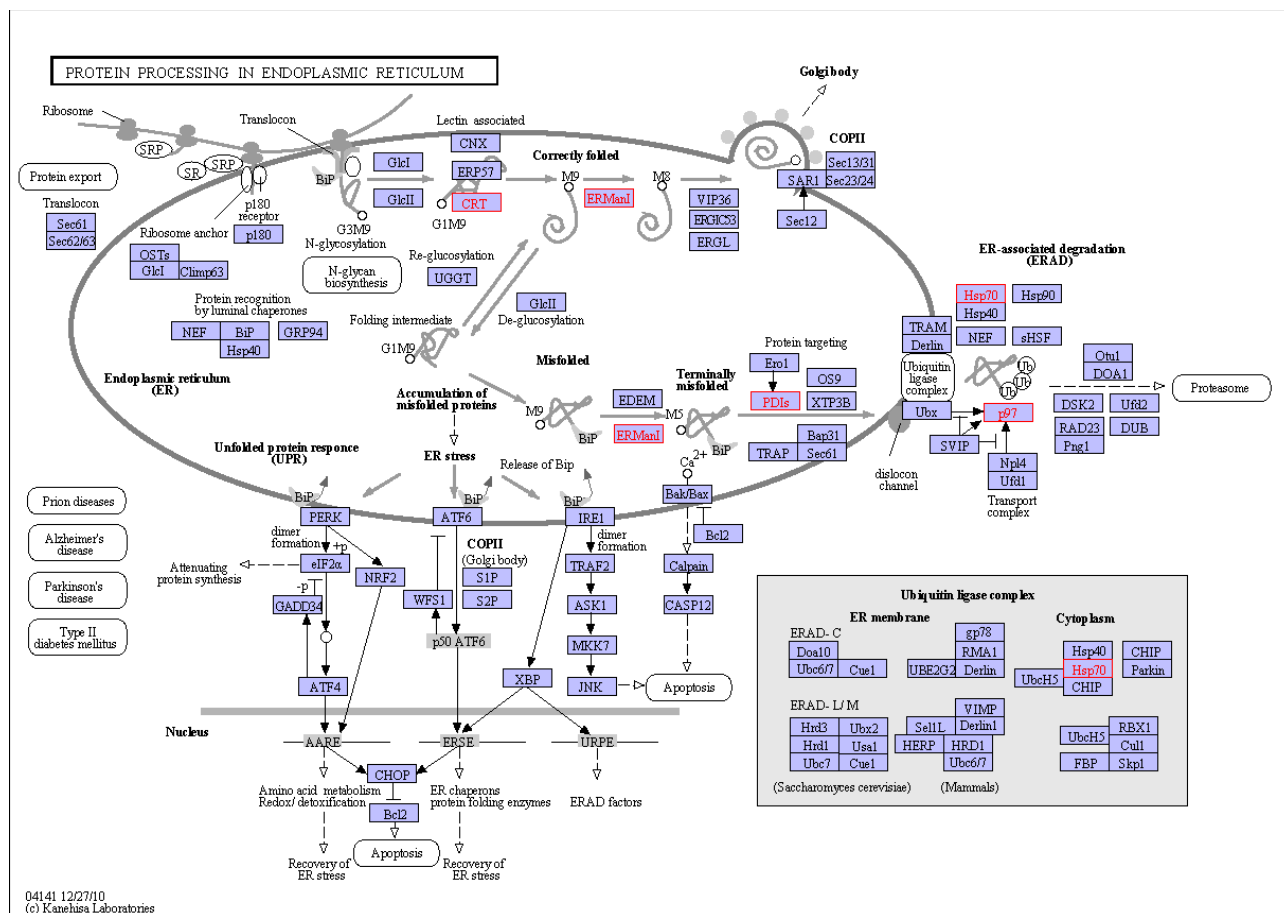 PROTEIN PROCESSING IN ENDOPLASMIC RETICULUM
Golgi body
Ribosome
Translocon
Lectin associated
SRP
SR
SRP
BiP
GlcI
GlcII
CNX
ERP57
CRT
G1M9
Correctly folded
M9
ERManI
M8
VIP36
ERGIC53
ERGL
COPII
Sec13/31
SAR1
Sec23/24
Sec12
Protein export
Translocon
Sec61
Sec62/63
p180
receptor
Ribosome anchor
p180
OSTs
GlcI
Climp63
G3M9
N-glycosylation
N-glycan
biosynthesis
Re-glucosylation
UGGT
GlcII
De-glucosylation
Protein recognition
by luminal chaperones
NEF
BiP
GRP94
Hsp40
Folding intermediate
G1M9
Endoplasmic reticulum
(ER)
Misfolded
Accumulation of
misfolded proteins
M9
BiP
EDEM
ERManI
Terminally
misfolded
M5
BiP
Protein targeting
Ero1
PDIs
OS9
XTP3B
Bap31
TRAP
Sec61
ER-associated degradation
(ERAD)
Hsp70
Hsp90
Hsp40
TRAM
Derlin
NEF
sHSF
Ubiquitin
ligase
complex
Ub
Ub
Ub
Otu1
DOA1
Proteasome
Ubx
p97
DSK2
Ufd2
RAD23
DUB
Png1
SVIP
Npl4
Ufd1
Transport
complex
dislocon
channel
Unfolded protein responce
(UPR)
ER stress
Release of Bip
Ca2+
BiP
BiP
BiP
PERK
ATF6
IRE1
Bak/Bax
Bcl2
Prion diseases
Alzheimer's
disease
Parkinson's
disease
Type II
diabetes mellitus
dimer
formation
+p
eIF2α
Attenuating
protein synthesis
-p
GADD34
NRF2
ATF4
COPII
(Golgi body)
S1P
S2P
WFS1
p50 ATF6
dimer
formation
TRAF2
ASK1
MKK7
JNK
XBP
Calpain
CASP12
Apoptosis
Nucleus
AARE
ERSE
URPE
CHOP
Bcl2
Apoptosis
Amino acid metabolism
Redox/ detoxification
ER chaperons
protein folding enzymes
ERAD factors
Recovery of
ER stress
Recovery of
ER stress
Ubiquitin ligase complex
ER membrane
Cytoplasm
ERAD- C
Doa10
Ubc6/7
Cue1
gp78
RMA1
UBE2G2
Derlin
Hsp40
Hsp70
UbcH5
CHIP
CHIP
Parkin
ERAD- L/ M
Hrd3
Ubx2
Hrd1
Usa1
Ubc7
Cue1
VIMP
Sel1L
Derlin1
HERP
HRD1
Ubc6/7
RBX1
UbcH5
Cul1
FBP
Skp1
(Saccharomyces cerevisiae)
(Mammals)
04141 12/27/10
(c) Kanehisa Laboratories